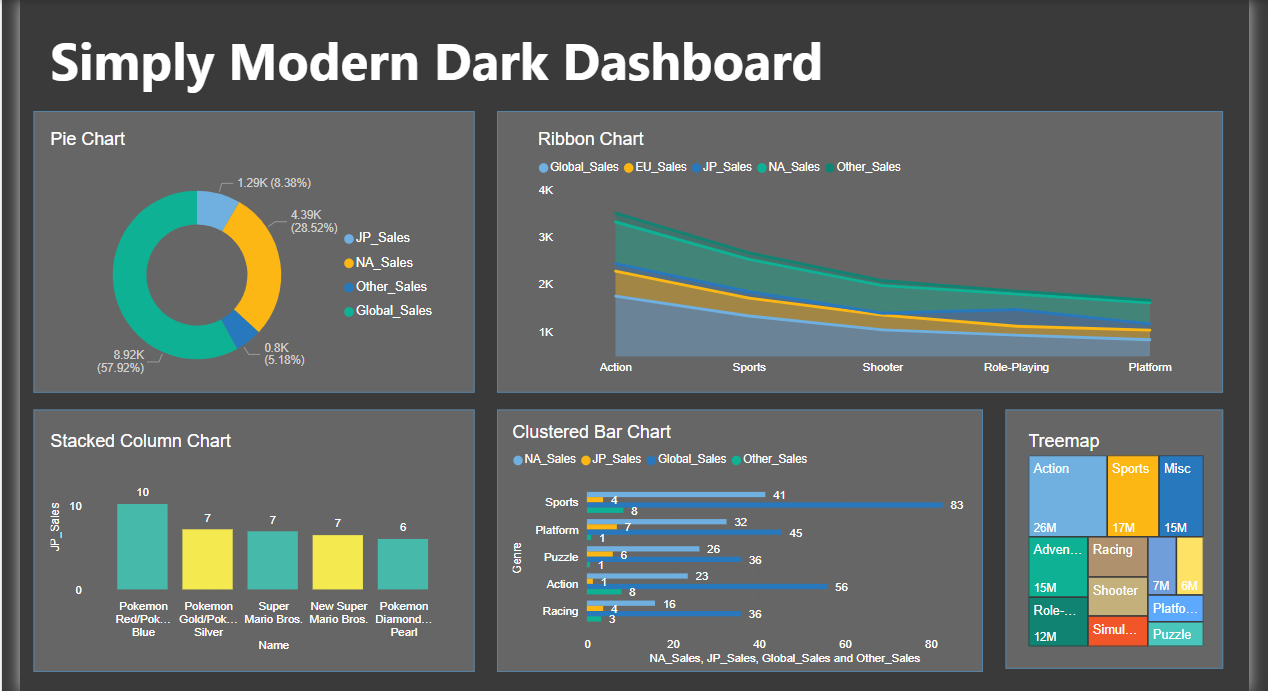 Simply Modern Dark Dashboard
Pie Chart
1.29K (8.38%)
4.39K
(28.52%)
JP_Sales
NA_Sales
Other_Sales
Global_Sales
0.8K
(5.18%)
8.92K
(57.92%)
Ribbon Chart
Global_Sales EU_Sales JP_Sales NA_Sales Other_Sales
4K
3K
2K
1K
Action Sports Shooter Role-Playing Platform
Stacked Column Chart
JP_Sales
10
0
10 7 7 7 6
Pokemon Pokemon Super New Super Pokemon
Red/Pok... Gold/Pok... Mario Bros. Mario Bros. Diamond...
Blue Silver Pearl
Name
Clustered Bar Chart
NA_Sales JP_Sales Global_Sales Other_Sales
Genre
Sports 41
4
83
8
Platform 32
7
45
1
Puzzle 26
6
36
1
Action 23
1
56
8
Racing 16
4
36
3
0 20 40 60 80
NA_Sales, JP_Sales, Global_Sales and Other_Sales
Treemap
Action Sports Misc
26M 17M 15M
Adven... Racing
15M
7M 6M
Shooter
Role-... Platfo...
12M
Simul... Puzzle